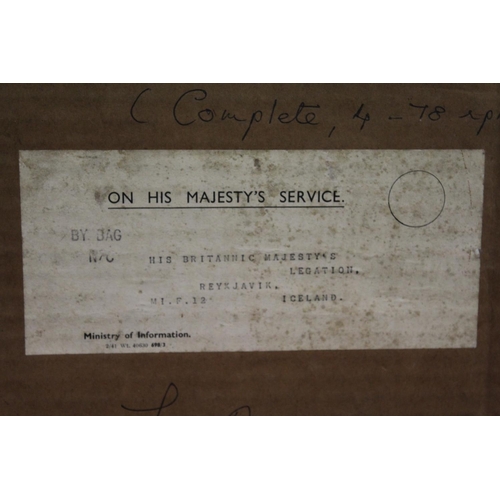 (Complete, 4 - 78 rpm
ON HIS MAJESTY'S SERVICE.
BY BAG
HIS BRITANNIC MAJESTY'S
LEGATION,
REYKJAVIK.
MI.F.13 ICELAND.
Ministry of Information.